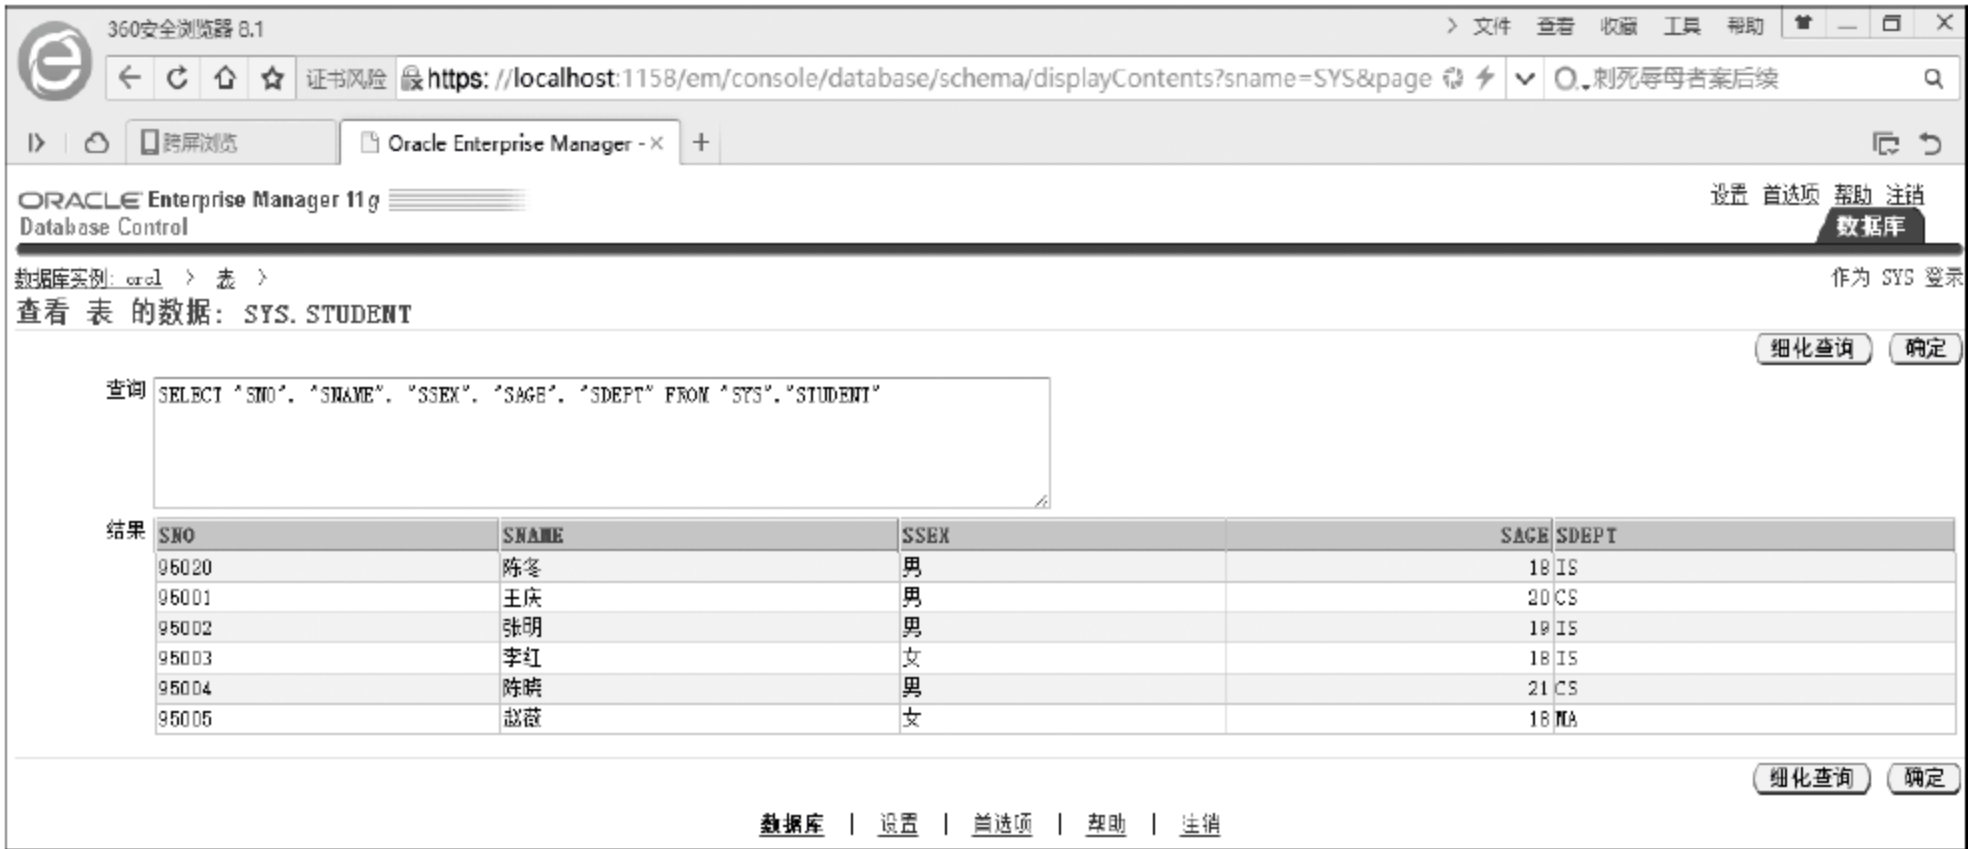 360安全浏览器 8.1
文件 查看 收藏 工具 帮助
证书风险 https://localhost:1158/em/console/database/schema/displayContents?sname=SYS&page 刺死辱母者案后续
跨屏浏览 Oracle Enterprise Manager -
ORACLE Enterprise Manager 11g
设置 首选项 帮助 注销
Database Control
数据库
数据库实例: orcl > 表 >
作为 SYS 登录
查看 表 的数据: SYS.STUDENT
细化查询 确定
查询 SELECT "SNO", "SNAME", "SSEX", "SAGE", "SDEPT" FROM "SYS"."STUDENT"
结果 SNO SNAME SSEX SAGE SDEPT
95020 陈冬 男 18 IS
95001 王庆 男 20 CS
95002 张明 男 19 IS
95003 李红 女 18 IS
95004 陈晓 男 21 CS
95005 赵薇 女 18 MA
细化查询 确定
数据库 | 设置 | 首选项 | 帮助 | 注销